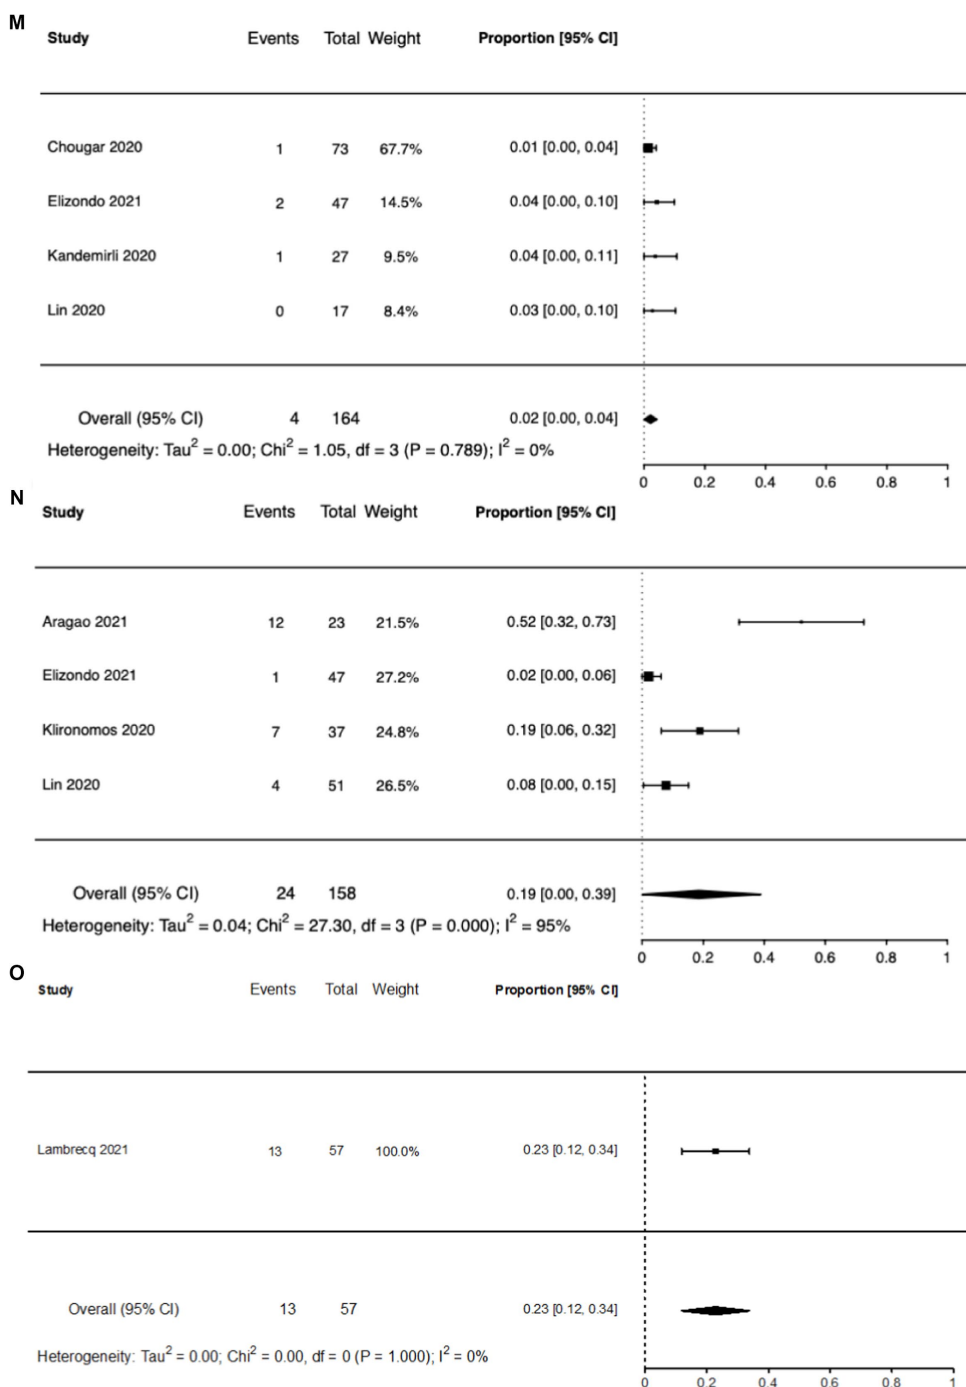 M
Study Events Total Weight Proportion [95% CI]
Chougar 2020 1 73 67.7% 0.01 [0.00, 0.04]
Elizondo 2021 2 47 14.5% 0.04 [0.00, 0.10]
Kandemirli 2020 1 27 9.5% 0.04 [0.00, 0.11]
Lin 2020 0 17 8.4% 0.03 [0.00, 0.10]
Overall (95% CI) 4 164 0.02 [0.00, 0.04]
Heterogeneity: Tau² = 0.00; Chi² = 1.05, df = 3 (P = 0.789); I² = 0%
0 0.2 0.4 0.6 0.8 1
N
Study Events Total Weight Proportion [95% CI]
Aragao 2021 12 23 21.5% 0.52 [0.32, 0.73]
Elizondo 2021 1 47 27.2% 0.02 [0.00, 0.06]
Klironomos 2020 7 37 24.8% 0.19 [0.06, 0.32]
Lin 2020 4 51 26.5% 0.08 [0.00, 0.15]
Overall (95% CI) 24 158 0.19 [0.00, 0.39]
Heterogeneity: Tau² = 0.04; Chi² = 27.30, df = 3 (P = 0.000); I² = 95%
0 0.2 0.4 0.6 0.8 1
O
Study Events Total Weight Proportion [95% CI]
Lambrecq 2021 13 57 100.0% 0.23 [0.12, 0.34]
Overall (95% CI) 13 57 0.23 [0.12, 0.34]
Heterogeneity: Tau² = 0.00; Chi² = 0.00, df = 0 (P = 1.000); I² = 0%
0 0.2 0.4 0.6 0.8 1